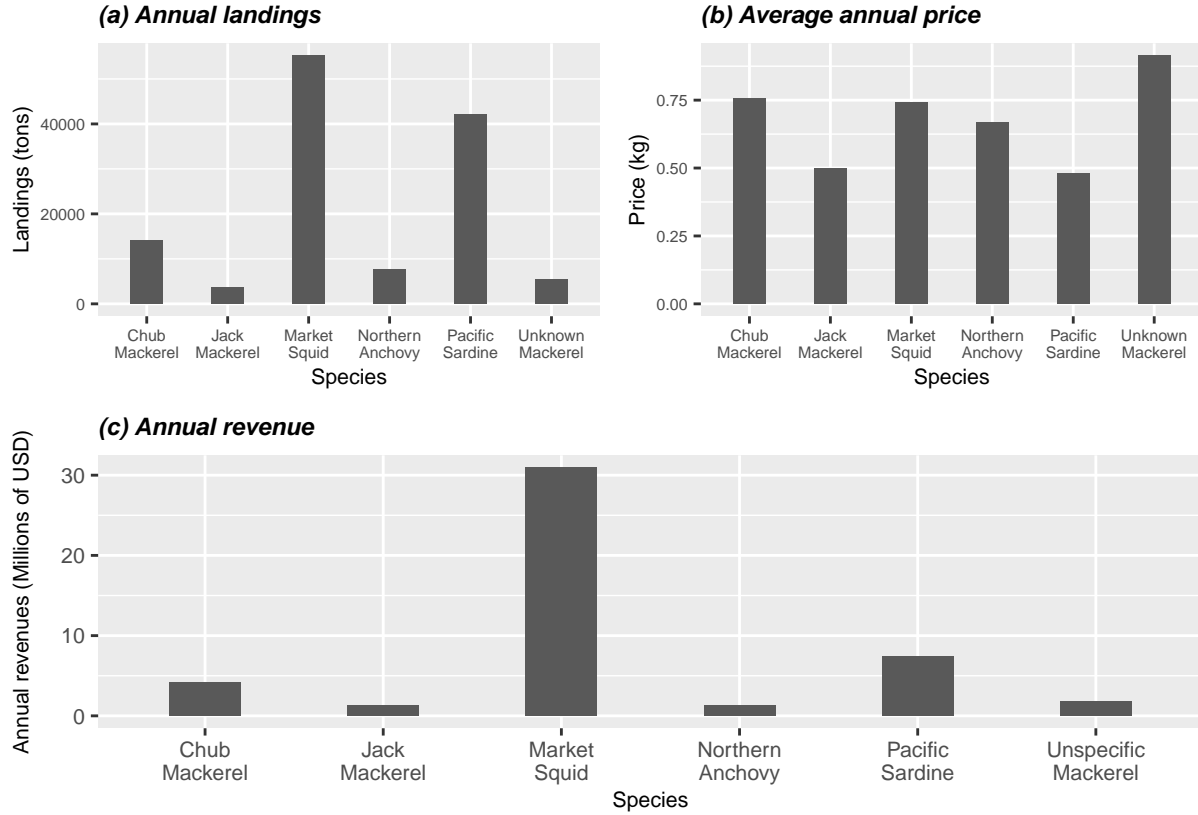 (a) Annual landings
Landings (tons)
40000
20000
0
Chub
Mackerel
Jack
Mackerel
Market
Squid
Northern
Anchovy
Pacific
Sardine
Unknown
Mackerel
Species
(b) Average annual price
Price (kg)
0.75
0.50
0.25
0.00
Chub
Mackerel
Jack
Mackerel
Market
Squid
Northern
Anchovy
Pacific
Sardine
Unknown
Mackerel
Species
(c) Annual revenue
Annual revenues (Millions of USD)
30
20
10
0
Chub
Mackerel
Jack
Mackerel
Market
Squid
Northern
Anchovy
Pacific
Sardine
Unspecific
Mackerel
Species